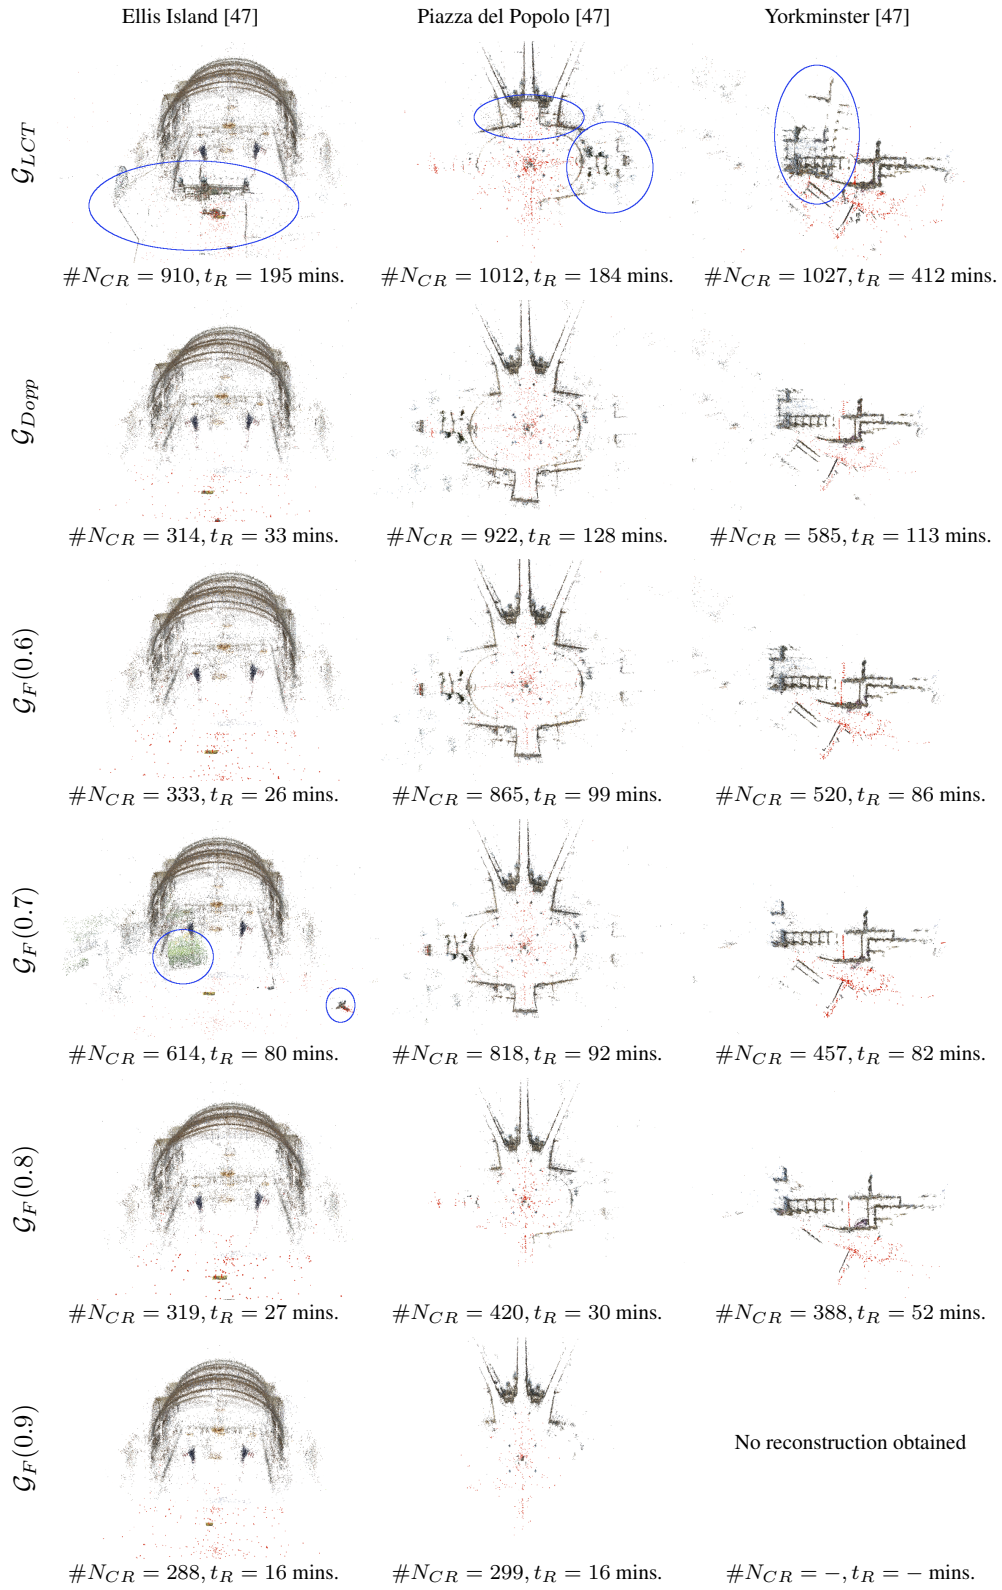 Ellis Island [47] Piazza del Popolo [47] Yorkminster [47]
𝒢_{LCT}
#N_{CR} = 910, t_R = 195 mins. #N_{CR} = 1012, t_R = 184 mins. #N_{CR} = 1027, t_R = 412 mins.
𝒢_{Dopp}
#N_{CR} = 314, t_R = 33 mins. #N_{CR} = 922, t_R = 128 mins. #N_{CR} = 585, t_R = 113 mins.
𝒢_F(0.6)
#N_{CR} = 333, t_R = 26 mins. #N_{CR} = 865, t_R = 99 mins. #N_{CR} = 520, t_R = 86 mins.
𝒢_F(0.7)
#N_{CR} = 614, t_R = 80 mins. #N_{CR} = 818, t_R = 92 mins. #N_{CR} = 457, t_R = 82 mins.
𝒢_F(0.8)
#N_{CR} = 319, t_R = 27 mins. #N_{CR} = 420, t_R = 30 mins. #N_{CR} = 388, t_R = 52 mins.
𝒢_F(0.9)
No reconstruction obtained
#N_{CR} = 288, t_R = 16 mins. #N_{CR} = 299, t_R = 16 mins. #N_{CR} = −, t_R = − mins.